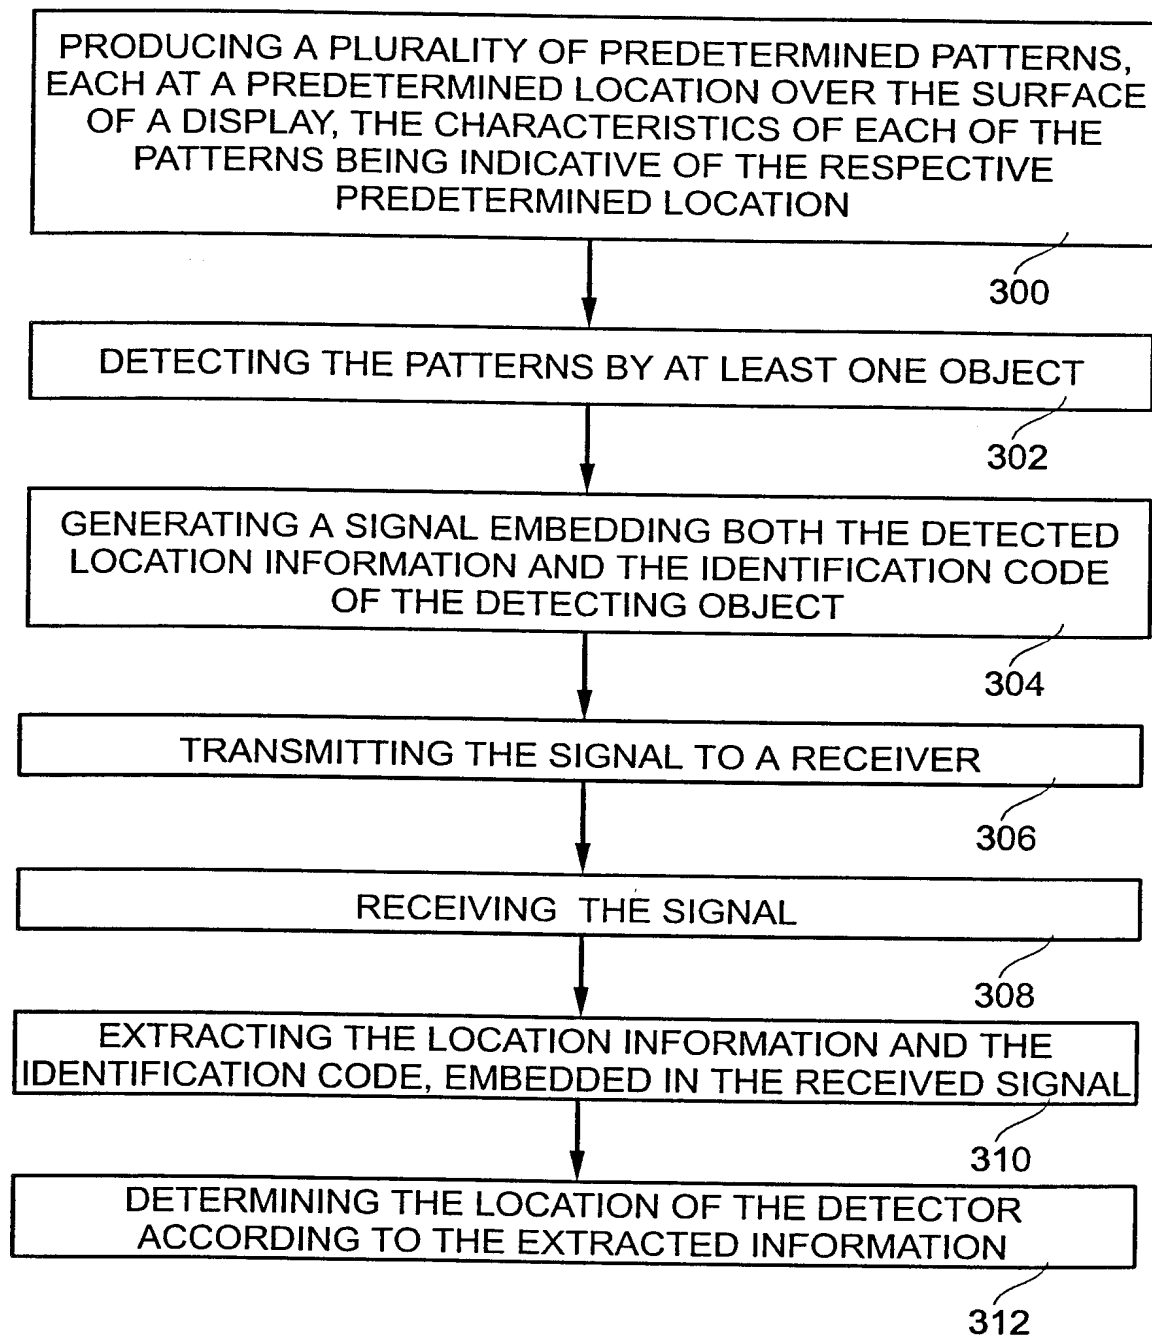 PRODUCING A PLURALITY OF PREDETERMINED PATTERNS,
EACH AT A PREDETERMINED LOCATION OVER THE SURFACE
OF A DISPLAY, THE CHARACTERISTICS OF EACH OF THE
PATTERNS BEING INDICATIVE OF THE RESPECTIVE
PREDETERMINED LOCATION
300
DETECTING THE PATTERNS BY AT LEAST ONE OBJECT
302
GENERATING A SIGNAL EMBEDDING BOTH THE DETECTED
LOCATION INFORMATION AND THE IDENTIFICATION CODE
OF THE DETECTING OBJECT
304
TRANSMITTING THE SIGNAL TO A RECEIVER
306
RECEIVING THE SIGNAL
308
EXTRACTING THE LOCATION INFORMATION AND THE
IDENTIFICATION CODE, EMBEDDED IN THE RECEIVED SIGNAL
310
DETERMINING THE LOCATION OF THE DETECTOR
ACCORDING TO THE EXTRACTED INFORMATION
312